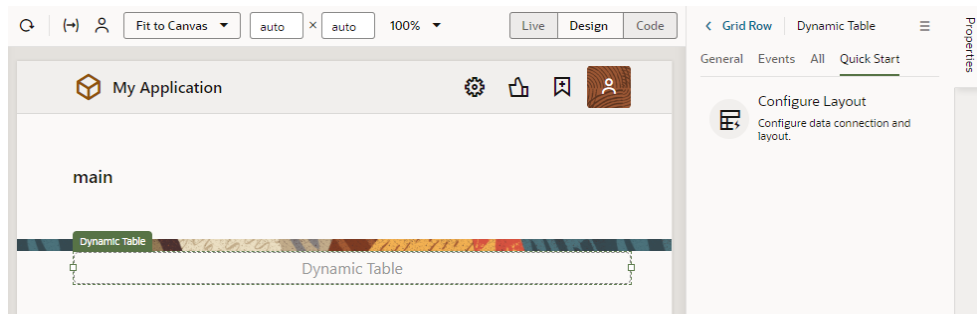 Fit to Canvas auto × auto 100% Live Design Code
Grid Row Dynamic Table
Properties
General Events All Quick Start
My Application
Configure Layout
Configure data connection and
layout.
main
Dynamic Table
Dynamic Table